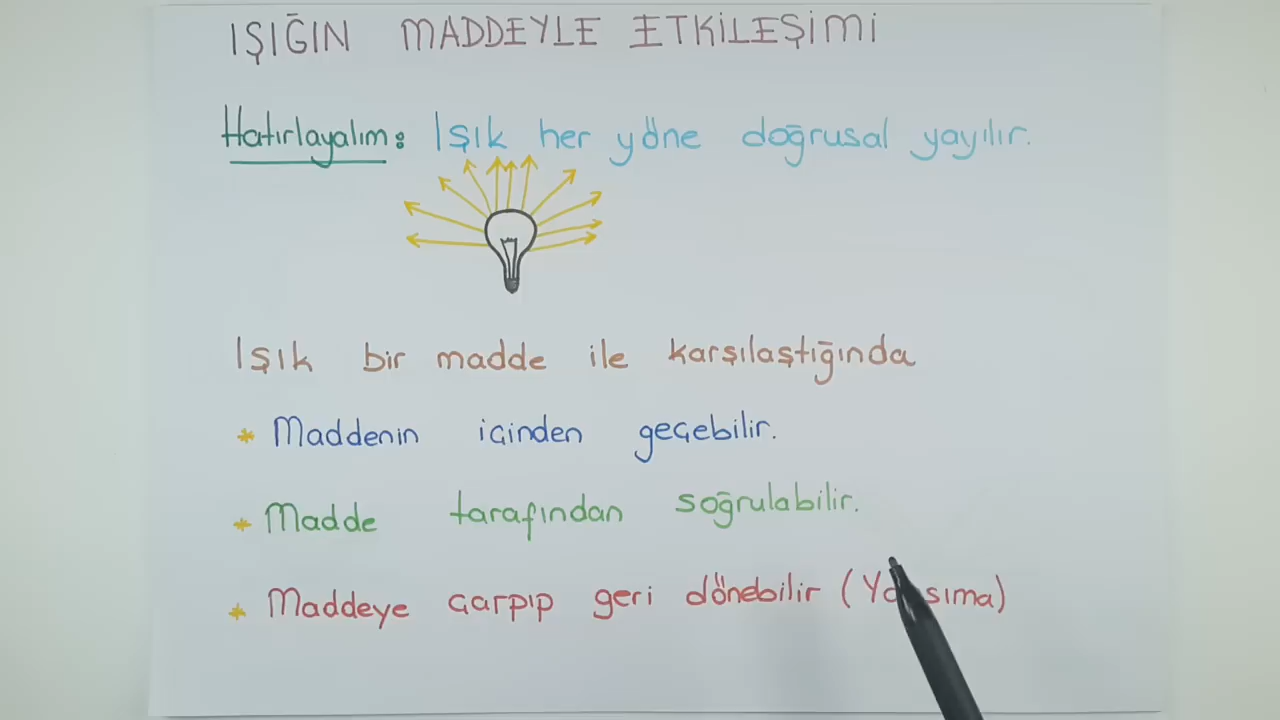 IŞIĞIN MADDEYLE ETKİLEŞİMİ
Hatırlayalım: Işık her yöne doğrusal yayılır.
Işık bir madde ile karşılaştığında
* Maddenin içinden geçebilir.
* Madde tarafından soğrulabilir.
* Maddeye çarpıp geri dönebilir (